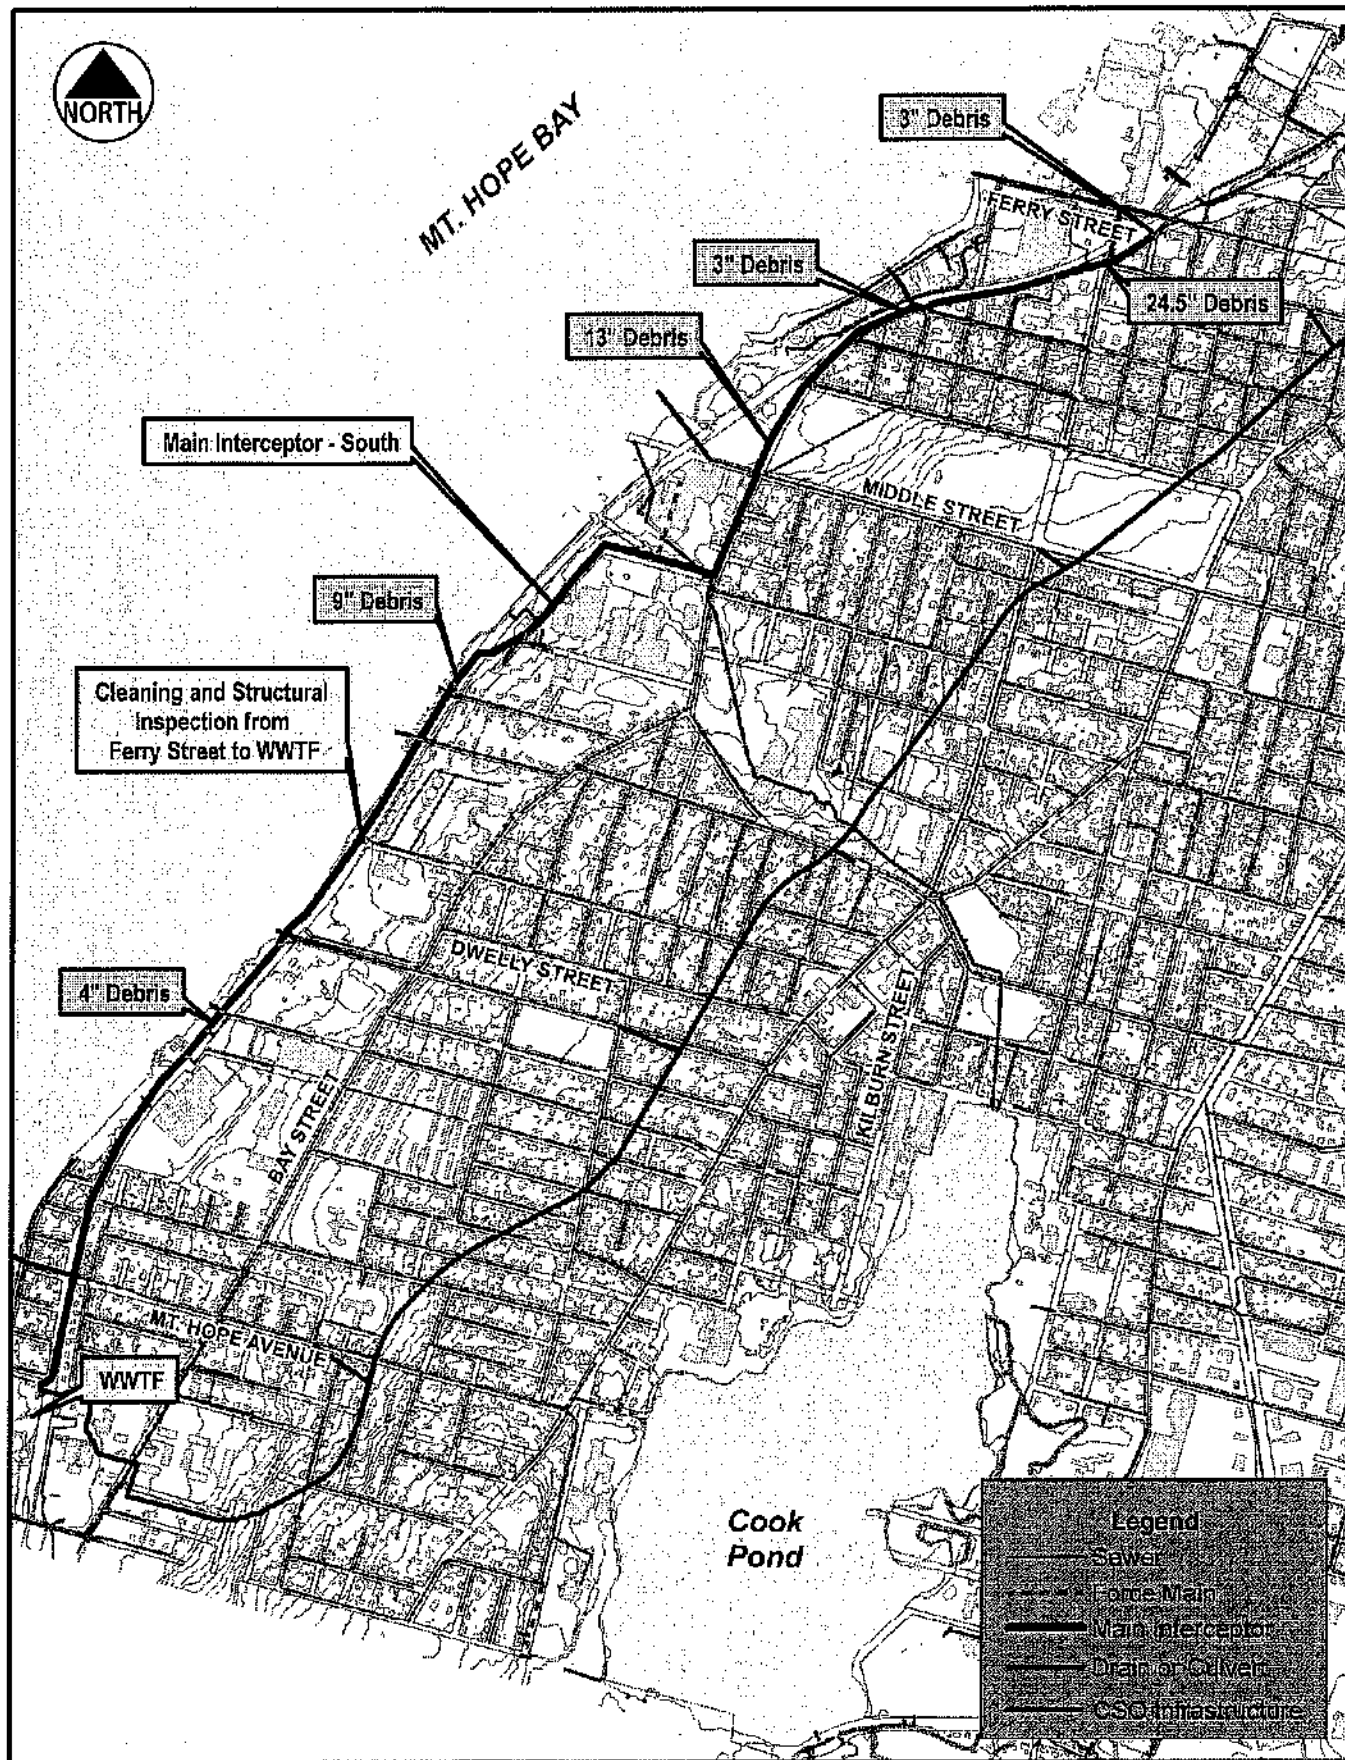 NORTH
MT. HOPE BAY
3" Debris
FERRY STREET
3" Debris
24.5" Debris
13" Debris
Main Interceptor - South
MIDDLE STREET
9" Debris
Cleaning and Structural
Inspection from
Ferry Street to WWTF
DWELLY STREET
4" Debris
KILBURN STREET
BAY STREET
MT. HOPE AVENUE
WWTF
Cook
Pond
Legend
Sewer
Force Main
Main Interceptor
Drain or Culvert
CSO Infrastructure